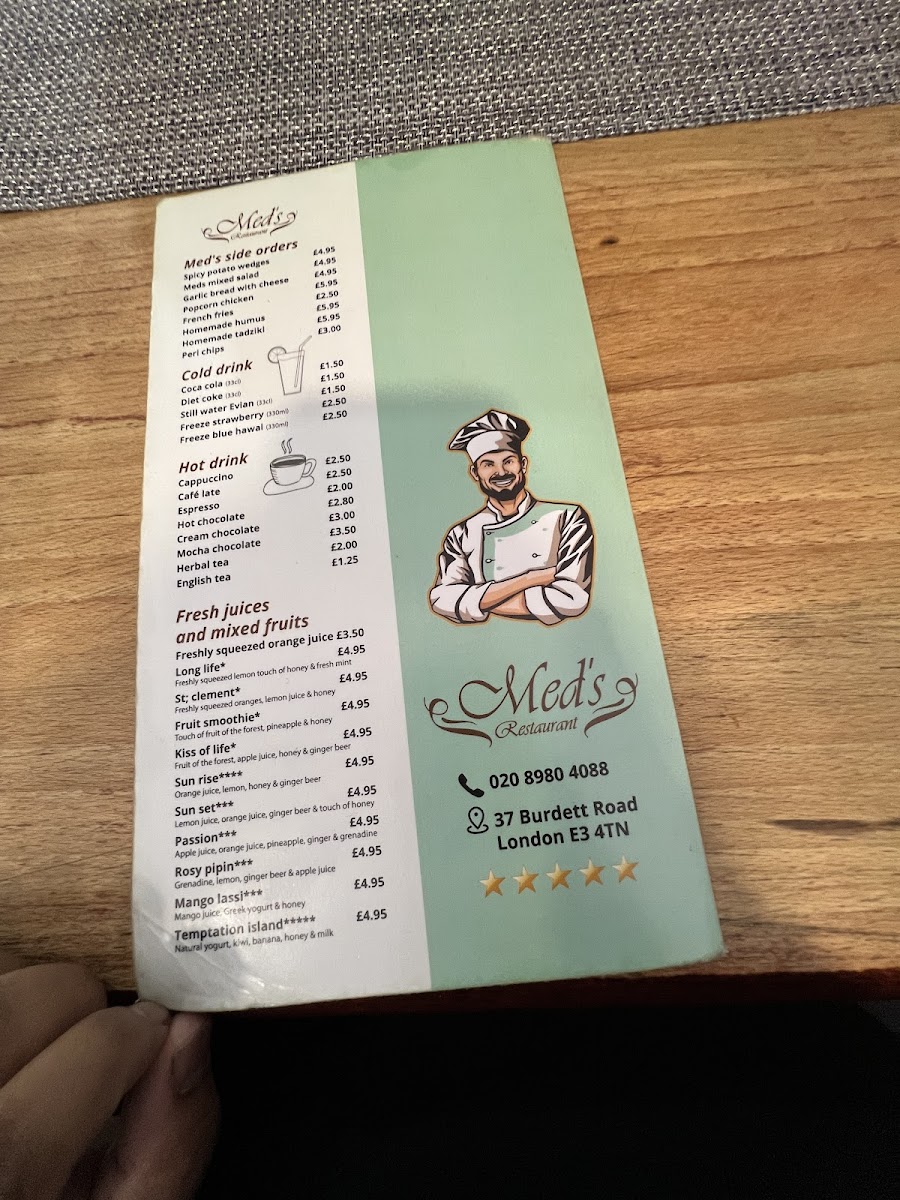 Med's
Restaurant
Med's side orders
Spicy potato wedges £4.95
Meds mixed salad £4.95
Garlic bread with cheese £4.95
Popcorn chicken £5.95
French fries £2.50
Homemade humus £5.95
Homemade tadziki £5.95
Peri chips £3.00
Cold drink
Coca cola (33cl) £1.50
Diet coke (33cl) £1.50
Still water Evian (33cl) £1.50
Freeze strawberry (330ml) £2.50
Freeze blue hawai (330ml) £2.50
Hot drink
Cappuccino £2.50
Café late £2.50
Espresso £2.00
Hot chocolate £2.80
Cream chocolate £3.00
Mocha chocolate £3.50
Herbal tea £2.00
English tea £1.25
Fresh juices
and mixed fruits
Freshly squeezed orange juice £3.50
Long life* £4.95
Freshly squeezed lemon touch of honey & fresh mint
St; clement* £4.95
Freshly squeezed oranges, lemon juice & honey
Fruit smoothie* £4.95
Touch of fruit of the forest, pineapple & honey
Kiss of life* £4.95
Fruit of the forest, apple juice, honey & ginger beer
Sun rise**** £4.95
Orange juice, lemon, honey & ginger beer
Sun set*** £4.95
Lemon juice, orange juice, ginger beer & touch of honey
Passion*** £4.95
Apple juice, orange juice, pineapple, ginger & grenadine
Rosy pipin*** £4.95
Grenadine, lemon, ginger beer & apple juice
Mango lassi*** £4.95
Mango juice, Greek yogurt & honey
Temptation island***** £4.95
Natural yogurt, kiwi, banana, honey & milk
Med's
Restaurant
020 8980 4088
37 Burdett Road
London E3 4TN